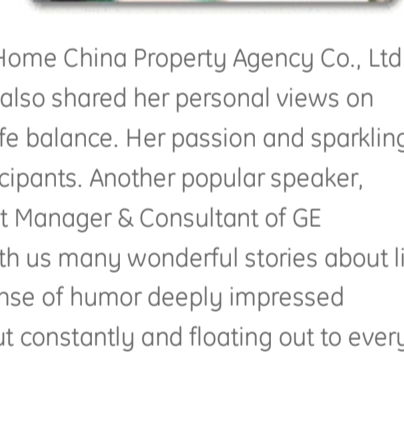 Home China Property Agency Co., Ltd
also shared her personal views on
fe balance. Her passion and sparkling
cipants. Another popular speaker,
t Manager & Consultant of GE
th us many wonderful stories about li
nse of humor deeply impressed
ut constantly and floating out to every